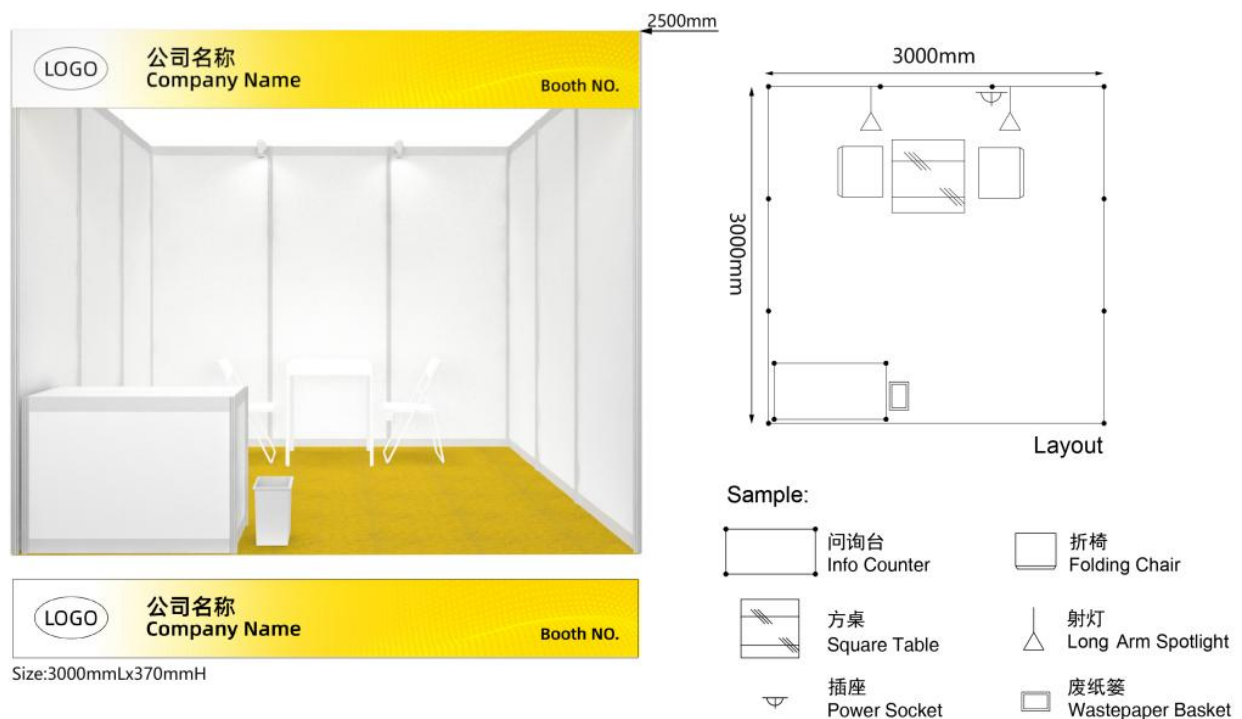 2500mm
LOGO
公司名称
Company Name
Booth NO.
3000mm
3000mm
Layout
LOGO
公司名称
Company Name
Booth NO.
Size:3000mmLx370mmH
Sample:
问询台
Info Counter
折椅
Folding Chair
方桌
Square Table
射灯
Long Arm Spotlight
插座
Power Socket
废纸篓
Wastepaper Basket